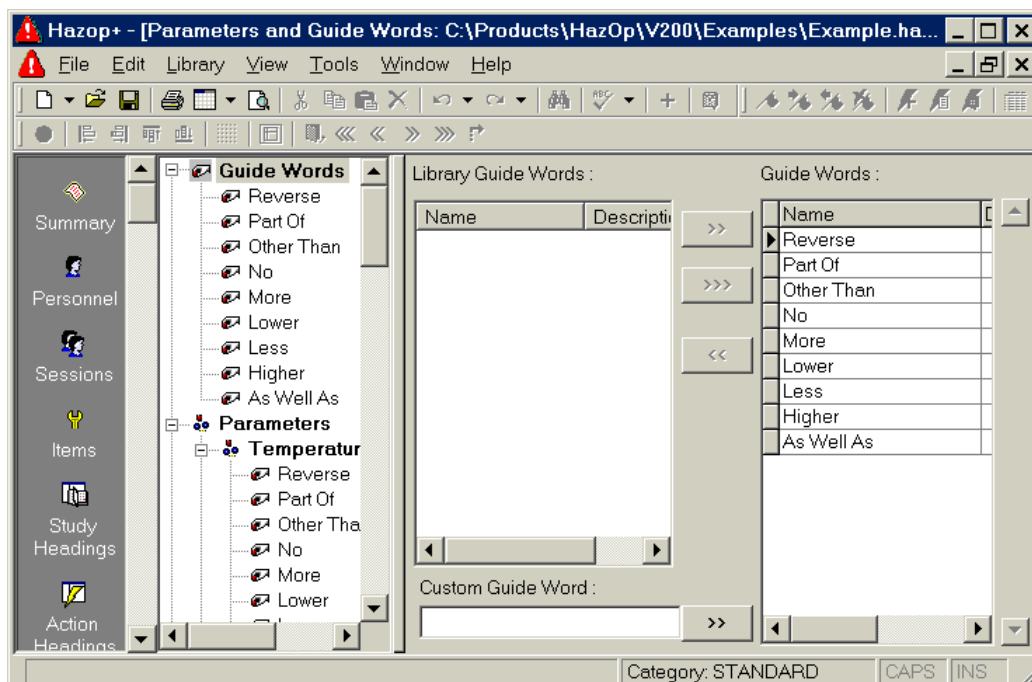 Hazop+ - [Parameters and Guide Words: C:\Products\HazOp\V200\Examples\Example.ha...
File Edit Library View Tools Window Help
Summary
Personnel
Sessions
Items
Study
Headings
Action
Headings
Guide Words
Reverse
Part Of
Other Than
No
More
Lower
Less
Higher
As Well As
Parameters
Temperatur
Reverse
Part Of
Other Tha
No
More
Lower
Library Guide Words :
Name Descripti
>>
>>>
<<
Custom Guide Word :
>>
Guide Words :
Name
Reverse
Part Of
Other Than
No
More
Lower
Less
Higher
As Well As
Category: STANDARD CAPS INS